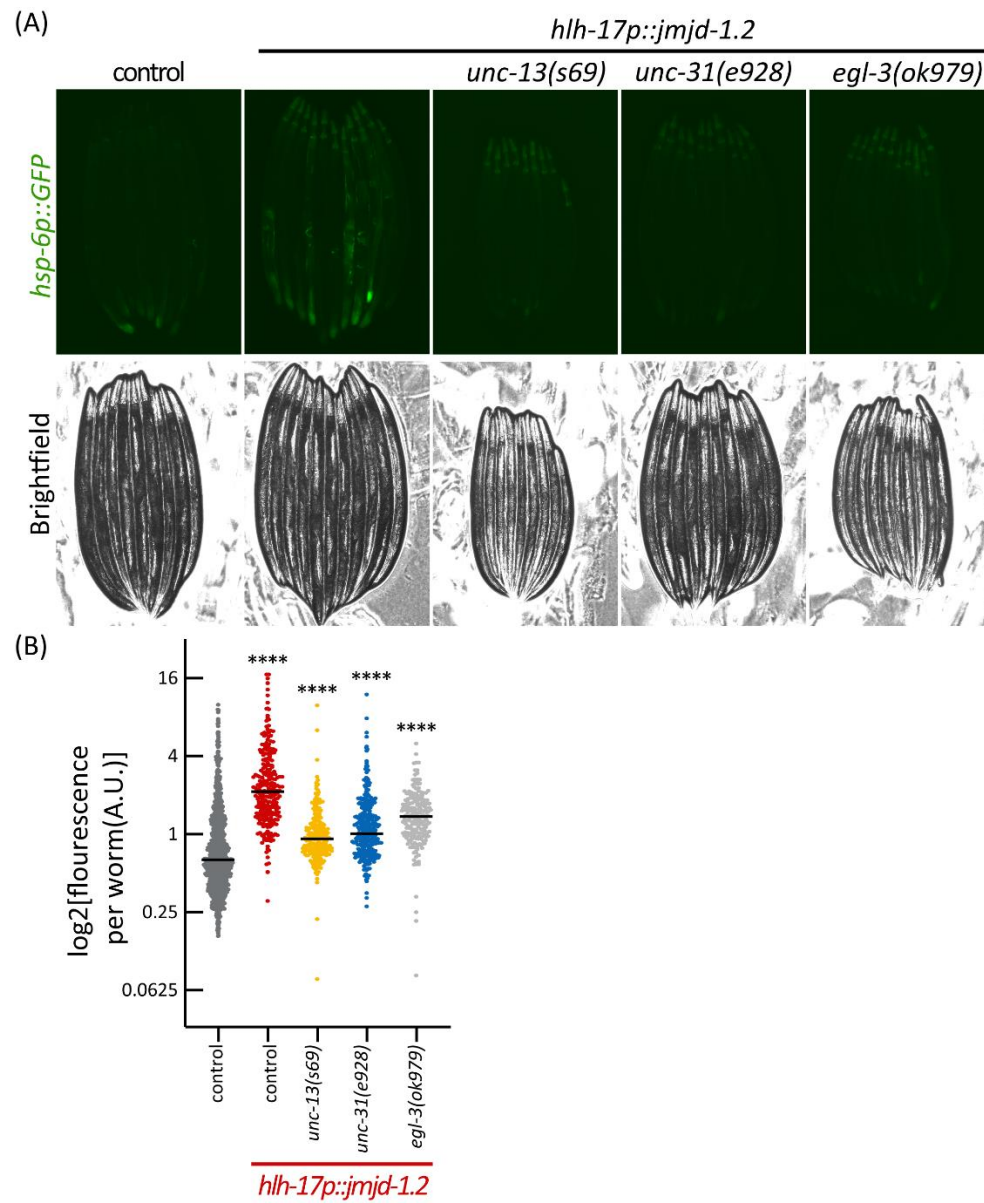 (A)
hlh-17p::jmjd-1.2
control
unc-13(s69)
unc-31(e928)
egl-3(ok979)
hsp-6p::GFP
Brightfield
(B)
log2[flourescence
per worm(A.U.)]
16
4
1
0.25
0.0625
****
****
****
****
control
control
unc-13(s69)
unc-31(e928)
egl-3(ok979)
hlh-17p::jmjd-1.2